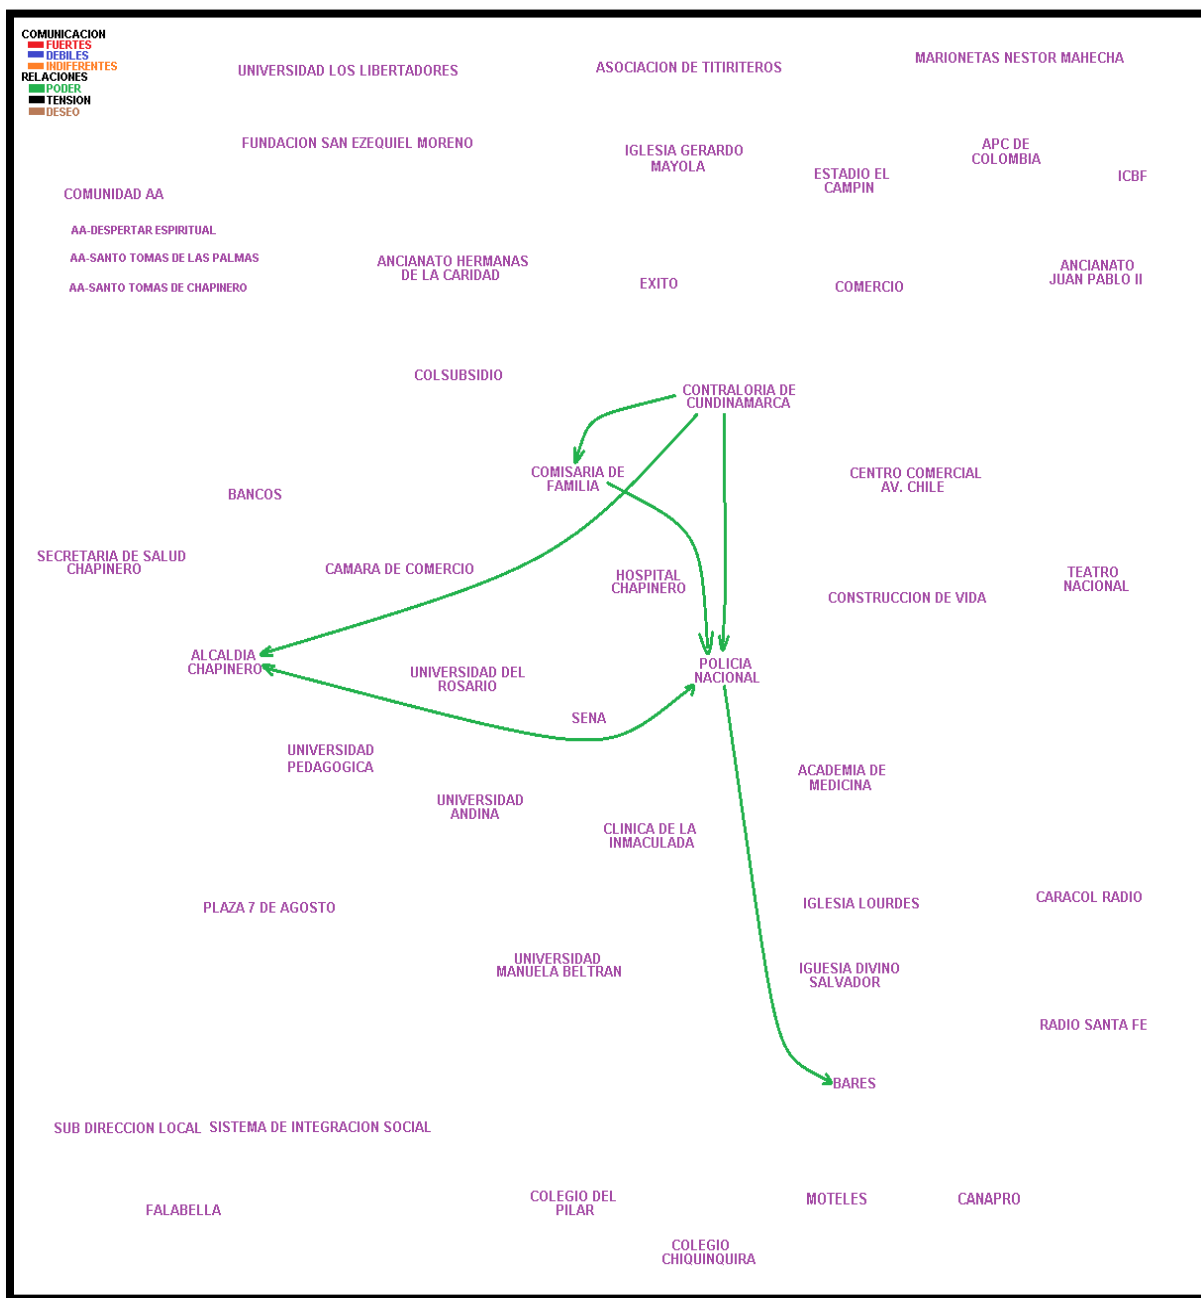 COMUNICACION
FUERTES
DEBILES
INDIFERENTES
RELACIONES
PODER
TENSION
DESEO
UNIVERSIDAD LOS LIBERTADORES
ASOCIACION DE TITIRITEROS
MARIONETAS NESTOR MAHECHA
FUNDACION SAN EZEQUIEL MORENO
IGLESIA GERARDO
MAYOLA
APC DE
COLOMBIA
ESTADIO EL
CAMPIN
ICBF
COMUNIDAD AA
AA-DESPERTAR ESPIRITUAL
AA-SANTO TOMAS DE LAS PALMAS
AA-SANTO TOMAS DE CHAPINERO
ANCIANATO HERMANAS
DE LA CARIDAD
EXITO
COMERCIO
ANCIANATO
JUAN PABLO II
COLSUBSIDIO
CONTRALORIA DE
CUNDINAMARCA
COMISARIA DE
FAMILIA
CENTRO COMERCIAL
AV. CHILE
BANCOS
SECRETARIA DE SALUD
CHAPINERO
CAMARA DE COMERCIO
HOSPITAL
CHAPINERO
CONSTRUCCION DE VIDA
TEATRO
NACIONAL
ALCALDIA
CHAPINERO
UNIVERSIDAD DEL
ROSARIO
POLICIA
NACIONAL
SENA
UNIVERSIDAD
PEDAGOGICA
ACADEMIA DE
MEDICINA
UNIVERSIDAD
ANDINA
CLINICA DE LA
INMACULADA
PLAZA 7 DE AGOSTO
IGLESIA LOURDES
CARACOL RADIO
UNIVERSIDAD
MANUELA BELTRAN
IGUESIA DIVINO
SALVADOR
RADIO SANTA FE
BARES
SUB DIRECCION LOCAL
SISTEMA DE INTEGRACION SOCIAL
FALABELLA
COLEGIO DEL
PILAR
MOTELES
CANAPRO
COLEGIO
CHIQUINQUIRA